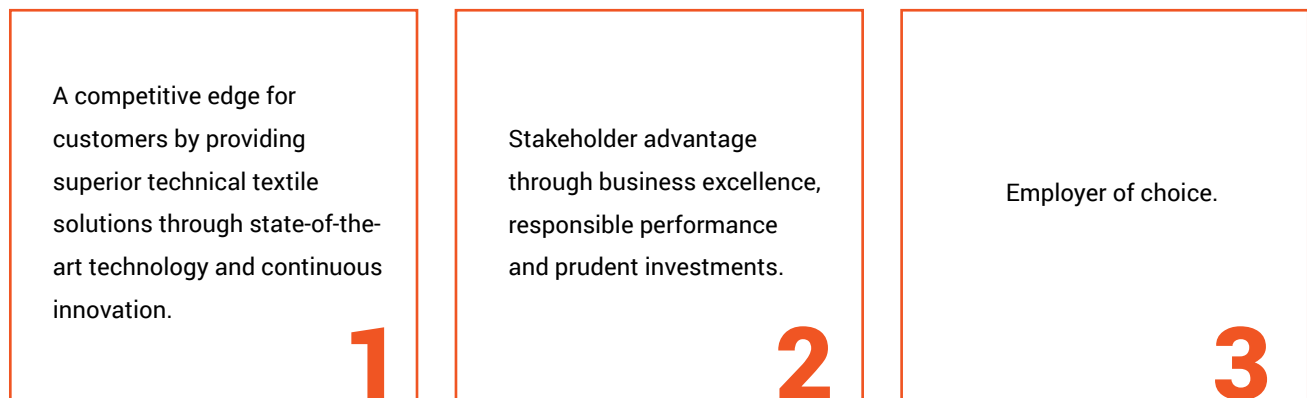 A competitive edge for
customers by providing
superior technical textile
solutions through state-of-the-
art technology and continuous
innovation.
1
Stakeholder advantage
through business excellence,
responsible performance
and prudent investments.
2
Employer of choice.
3